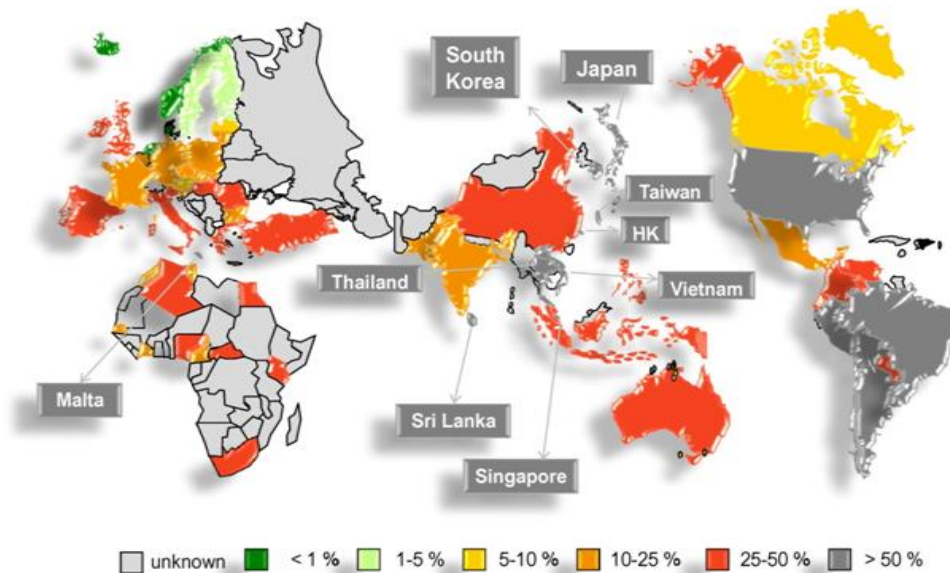 South
Korea
Japan
Taiwan
HK
Thailand
Vietnam
Malta
Sri Lanka
Singapore
unknown
< 1 %
1-5 %
5-10 %
10-25 %
25-50 %
> 50 %